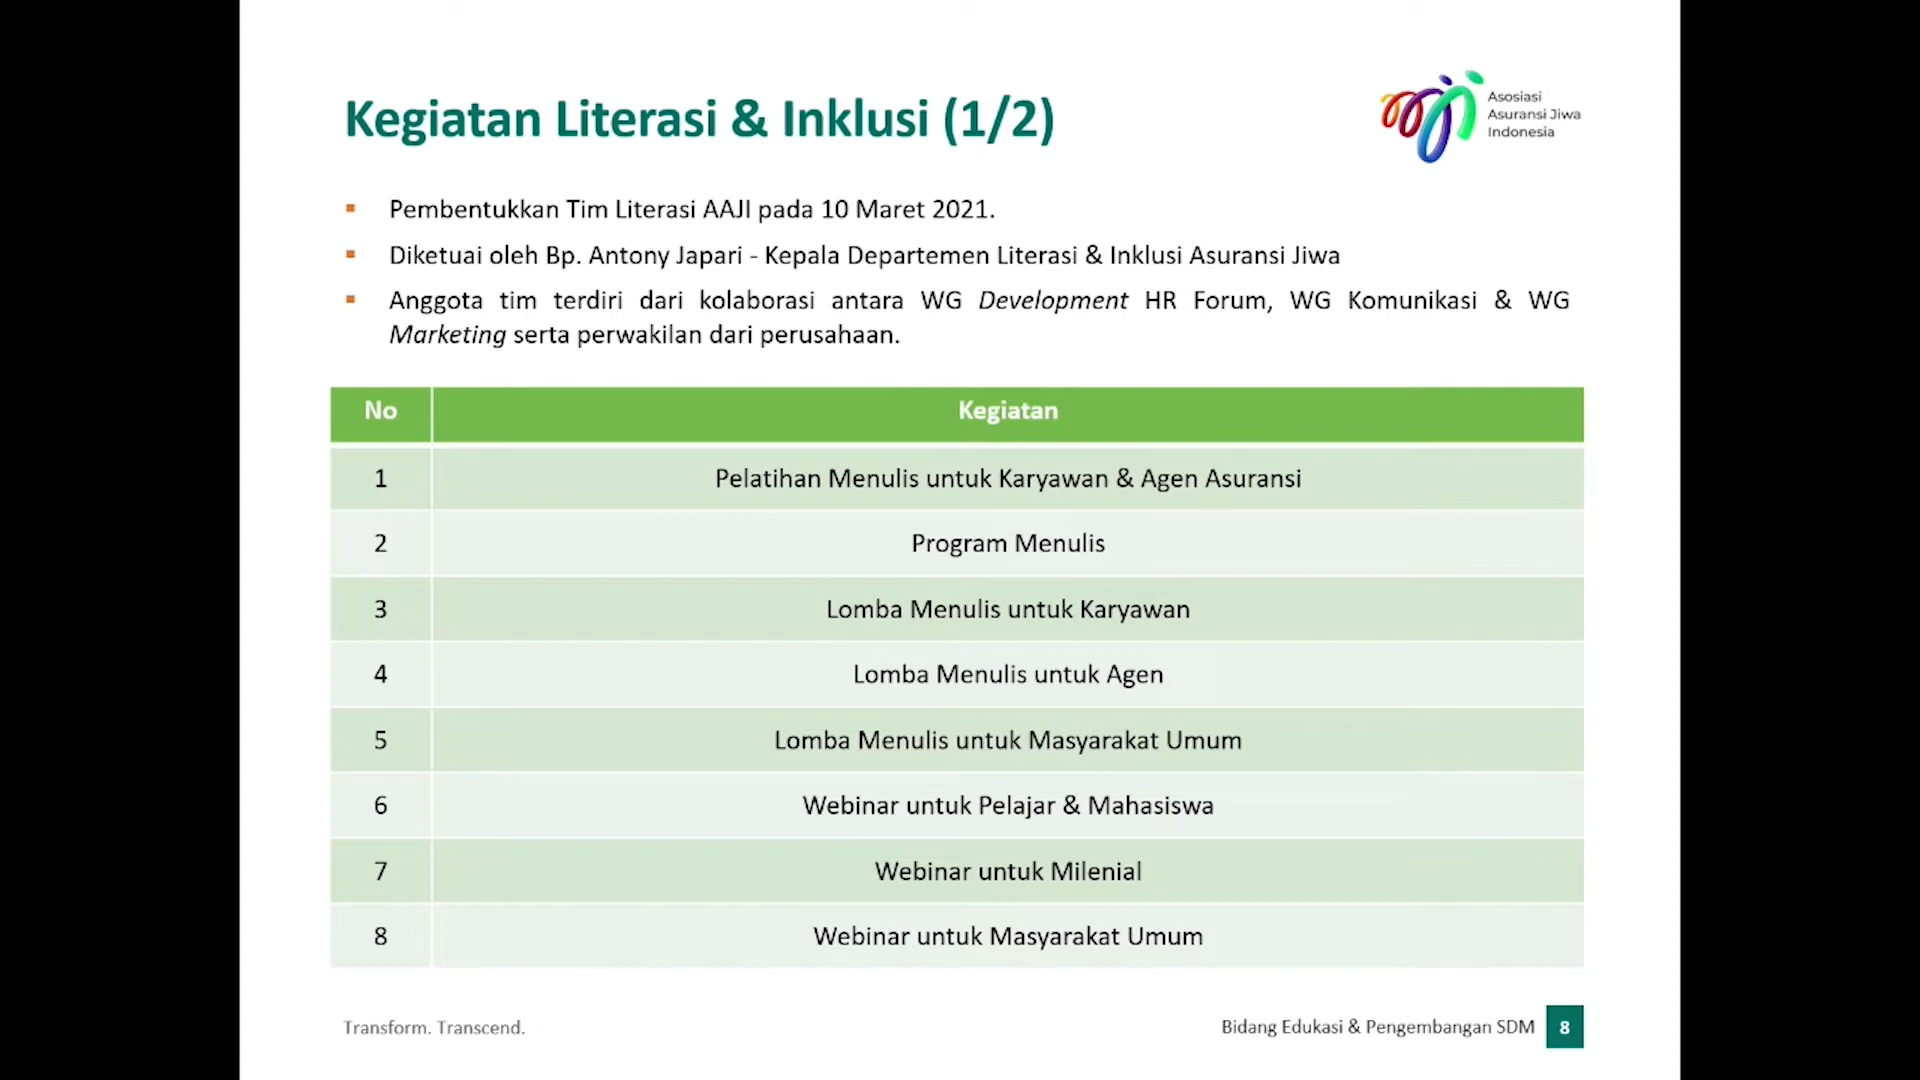 Kegiatan Literasi & Inklusi (1/2)
Asosiasi
Asuransi Jiwa
Indonesia
▪ Pembentukkan Tim Literasi AAJI pada 10 Maret 2021.
▪ Diketuai oleh Bp. Antony Japari - Kepala Departemen Literasi & Inklusi Asuransi Jiwa
▪ Anggota tim terdiri dari kolaborasi antara WG Development HR Forum, WG Komunikasi & WG
Marketing serta perwakilan dari perusahaan.
No Kegiatan
1 Pelatihan Menulis untuk Karyawan & Agen Asuransi
2 Program Menulis
3 Lomba Menulis untuk Karyawan
4 Lomba Menulis untuk Agen
5 Lomba Menulis untuk Masyarakat Umum
6 Webinar untuk Pelajar & Mahasiswa
7 Webinar untuk Milenial
8 Webinar untuk Masyarakat Umum
Transform. Transcend.
Bidang Edukasi & Pengembangan SDM 8